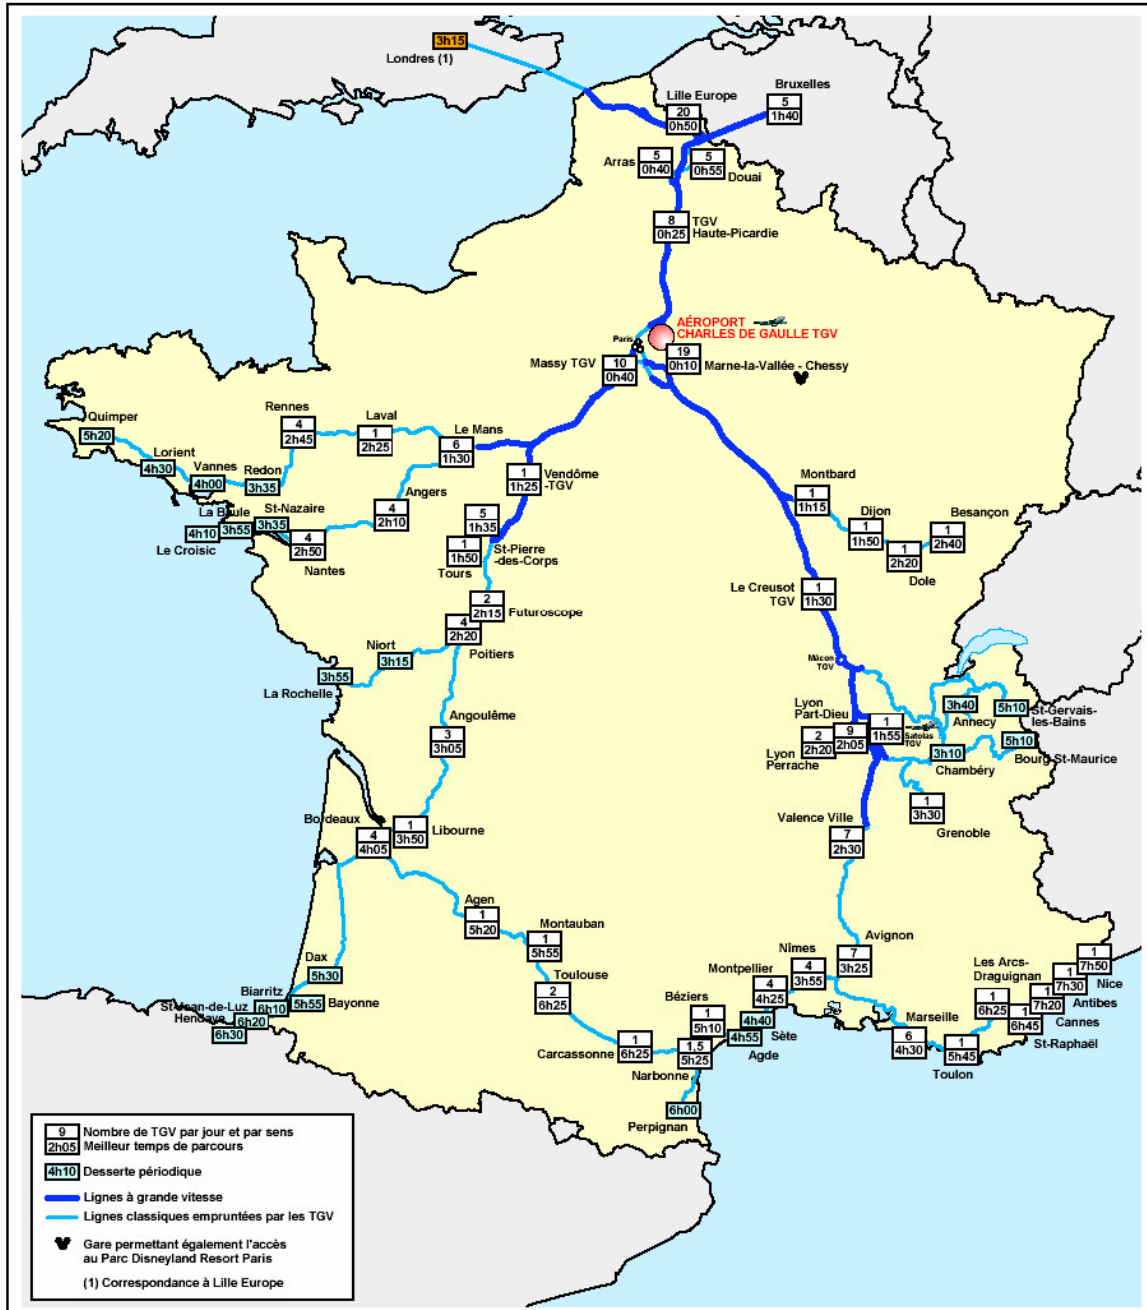 3h15
Londres (1)
Bruxelles
5
1h40
Lille Europe
20
0h50
Arras
5
0h40
5
0h55
Douai
8
0h25
TGV
Haute-Picardie
AÉROPORT
CHARLES DE GAULLE TGV
Paris
19
0h10
Marne-la-Vallée - Chessy
Massy TGV
10
0h40
Quimper
5h20
Lorient
4h30
Vannes
4h00
Redon
3h35
Rennes
4
2h45
Laval
1
2h25
Le Mans
6
1h30
Angers
4
2h10
St-Nazaire
3h35
La Baule
3h55
4h10
Le Croisic
4
2h50
Nantes
1
1h25
Vendôme
-TGV
5
1h35
St-Pierre
-des-Corps
1
1h50
Tours
2
2h15
Futuroscope
4
2h20
Poitiers
Niort
3h15
3h55
La Rochelle
Angoulême
3
3h05
1
3h50
Libourne
Bordeaux
4
4h05
Montbard
1
1h15
Dijon
1
1h50
Besançon
1
2h40
1
2h20
Dole
Le Creusot
TGV
1
1h30
Mâcon
TGV
Lyon
Part-Dieu
9
2h05
1
1h55
Satolas
TGV
2
2h20
Lyon
Perrache
3h40
Annecy
5h10
St-Gervais-
les-Bains
5h10
Bourg St-Maurice
3h10
Chambéry
1
3h30
Grenoble
Valence Ville
7
2h30
Avignon
7
3h25
Nîmes
4
3h55
Montpellier
4
4h25
4h40
Sète
4h55
Agde
Béziers
1
5h10
1,5
5h25
Narbonne
6h00
Perpignan
1
6h25
Carcassonne
Toulouse
2
6h25
Montauban
1
5h55
Agen
1
5h20
Dax
5h30
5h55
Bayonne
Biarritz
6h10
St-Jean-de-Luz
6h20
Hendaye
6h30
Marseille
6
4h30
1
5h45
Toulon
Les Arcs-
Draguignan
1
6h25
1
6h45
St-Raphaël
1
7h20
Cannes
1
7h30
Antibes
1
7h50
Nice
9
2h05
Nombre de TGV par jour et par sens
Meilleur temps de parcours
4h10
Desserte périodique
Lignes à grande vitesse
Lignes classiques empruntées par les TGV
Gare permettant également l'accès
au Parc Disneyland Resort Paris
(1) Correspondance à Lille Europe